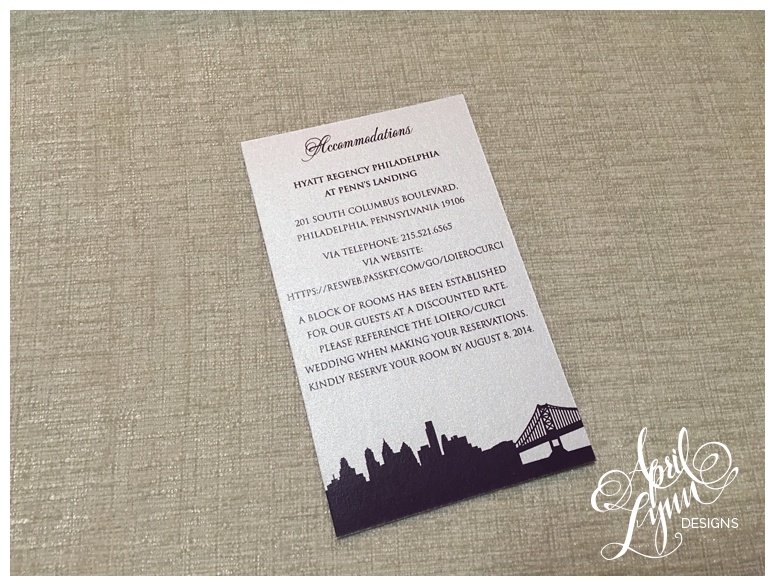 Accommodations
HYATT REGENCY PHILADELPHIA
AT PENN'S LANDING
201 SOUTH COLUMBUS BOULEVARD,
PHILADELPHIA, PENNSYLVANIA 19106
VIA TELEPHONE: 215.521.6565
VIA WEBSITE:
HTTPS://RESWEB.PASSKEY.COM/GO/LOIEROCURCI
A BLOCK OF ROOMS HAS BEEN ESTABLISHED
FOR OUR GUESTS AT A DISCOUNTED RATE.
PLEASE REFERENCE THE LOIERO/CURCI
WEDDING WHEN MAKING YOUR RESERVATIONS.
KINDLY RESERVE YOUR ROOM BY AUGUST 8, 2014.
April
Lynn
DESIGNS